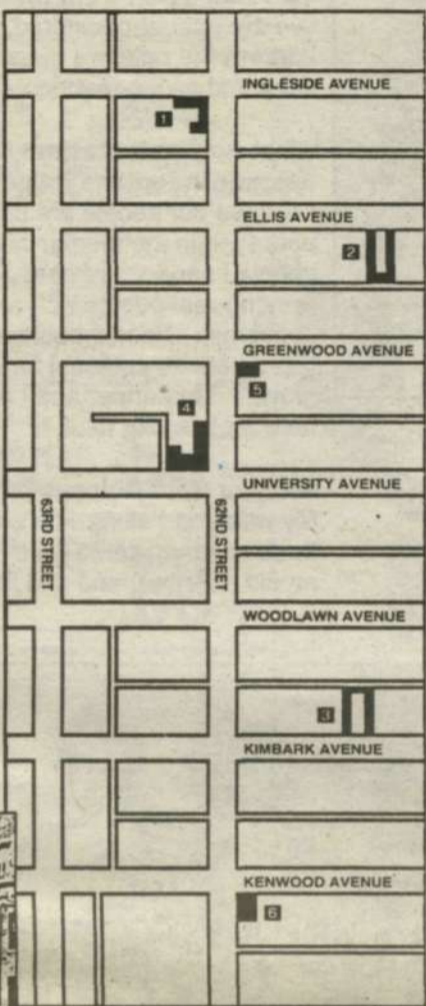 INGLESIDE AVENUE
1
ELLIS AVENUE
2
GREENWOOD AVENUE
5
4
UNIVERSITY AVENUE
63RD STREET
62ND STREET
WOODLAWN AVENUE
3
KIMBARK AVENUE
KENWOOD AVENUE
6